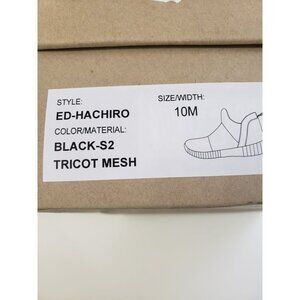 STYLE:
ED-HACHIRO
COLOR/MATERIAL:
BLACK-S2
TRICOT MESH
SIZE/WIDTH:
10M